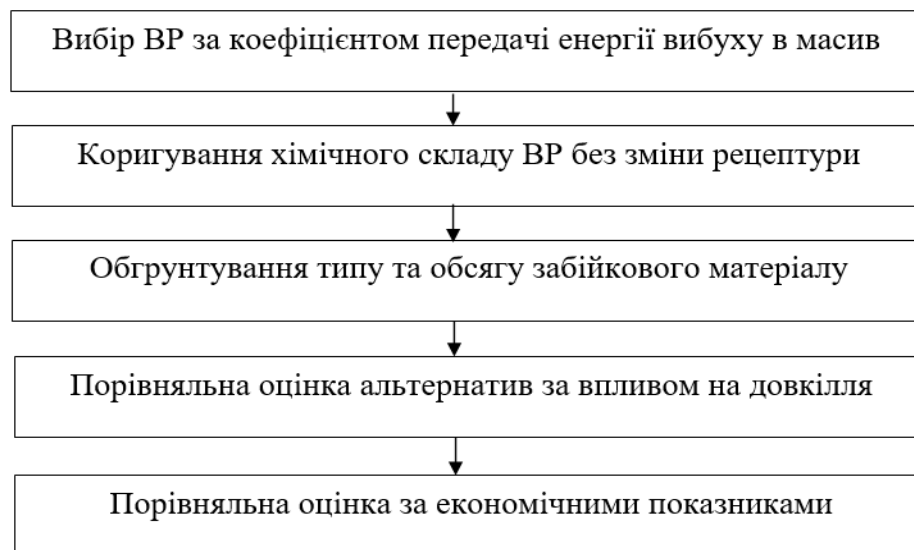 Вибір ВР за коефіцієнтом передачі енергії вибуху в масив
Коригування хімічного складу ВР без зміни рецептури
Обгрунтування типу та обсягу забійкового матеріалу
Порівняльна оцінка альтернатив за впливом на довкілля
Порівняльна оцінка за економічними показниками